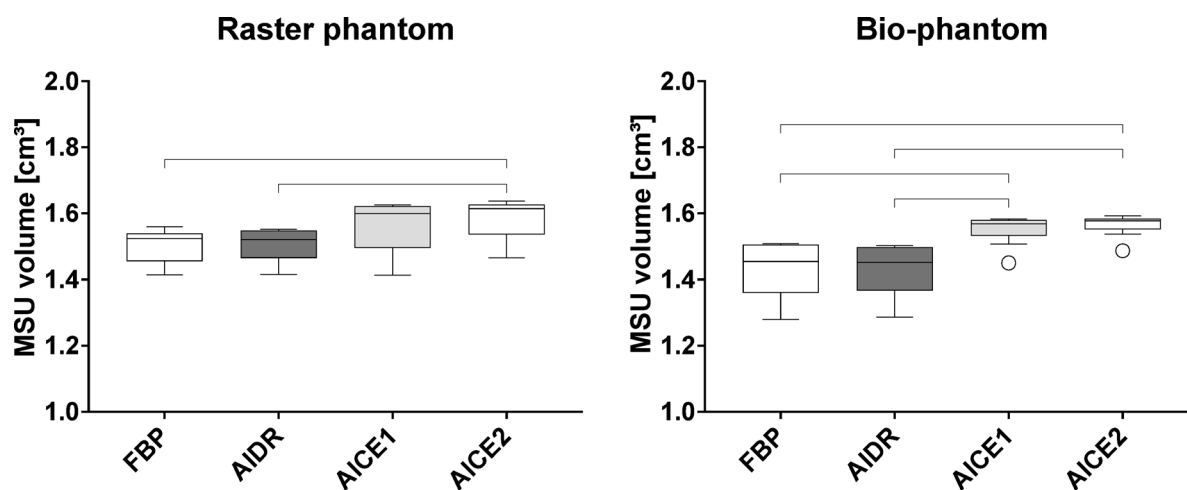 Raster phantom
MSU volume [cm³]
2.0
1.8
1.6
1.4
1.2
1.0
FBP
AIDR
AICE1
AICE2
Bio-phantom
MSU volume [cm³]
2.0
1.8
1.6
1.4
1.2
1.0
FBP
AIDR
AICE1
AICE2